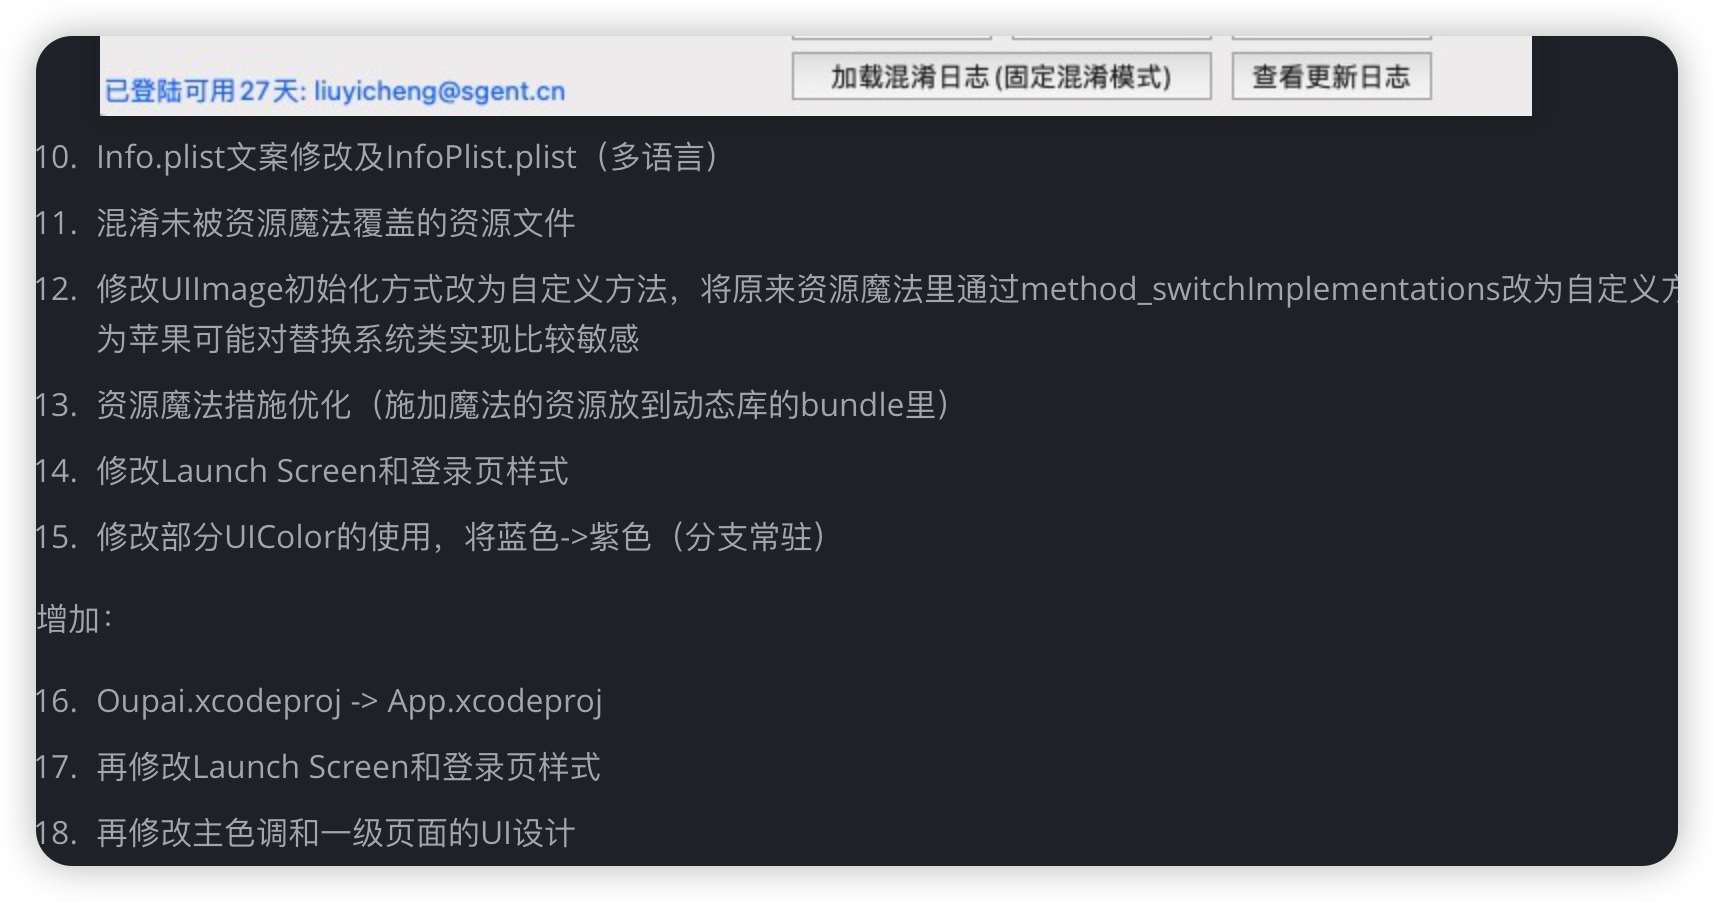 加载混淆日志(固定混淆模式)
查看更新日志
已登陆可用27天: liuyicheng@sgent.cn
10. Info.plist文案修改及InfoPlist.plist（多语言）
11. 混淆未被资源魔法覆盖的资源文件
12. 修改UIImage初始化方式改为自定义方法，将原来资源魔法里通过method_switchImplementations改为自定义方
为苹果可能对替换系统类实现比较敏感
13. 资源魔法措施优化（施加魔法的资源放到动态库的bundle里）
14. 修改Launch Screen和登录页样式
15. 修改部分UIColor的使用，将蓝色->紫色（分支常驻）
增加：
16. Oupai.xcodeproj -> App.xcodeproj
17. 再修改Launch Screen和登录页样式
18. 再修改主色调和一级页面的UI设计